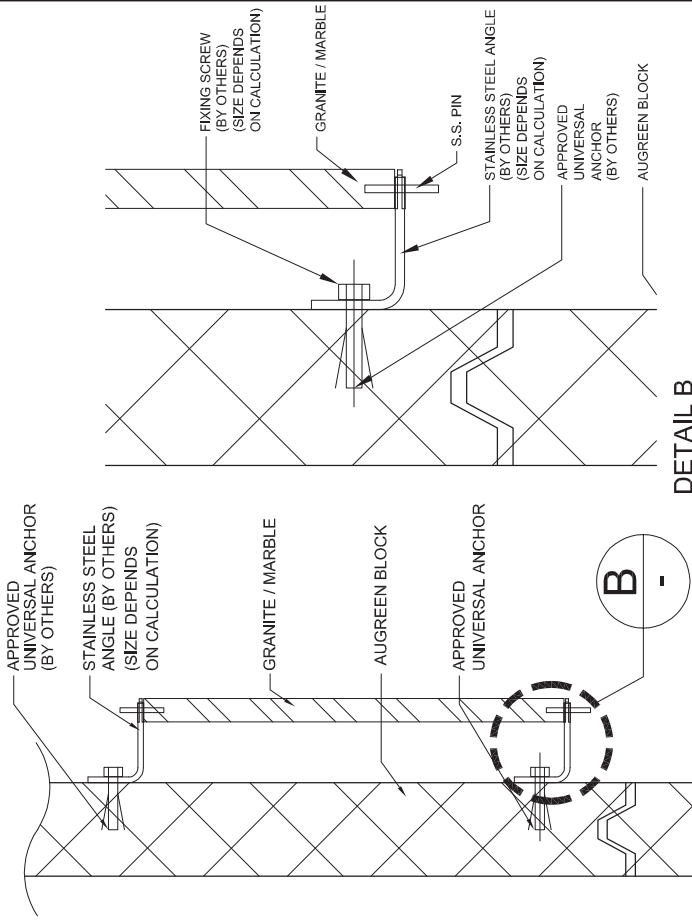 APPROVED
UNIVERSAL ANCHOR
(BY OTHERS)
STAINLESS STEEL
ANGLE (BY OTHERS)
(SIZE DEPENDS
ON CALCULATION)
GRANITE / MARBLE
AUGREEN BLOCK
APPROVED
UNIVERSAL ANCHOR
B
-
FIXING SCREW
(BY OTHERS)
(SIZE DEPENDS
ON CALCULATION)
GRANITE / MARBLE
S.S. PIN
STAINLESS STEEL ANGLE
(BY OTHERS)
(SIZE DEPENDS
ON CALCULATION)
APPROVED
UNIVERSAL
ANCHOR
(BY OTHERS)
AUGREEN BLOCK
DETAIL B